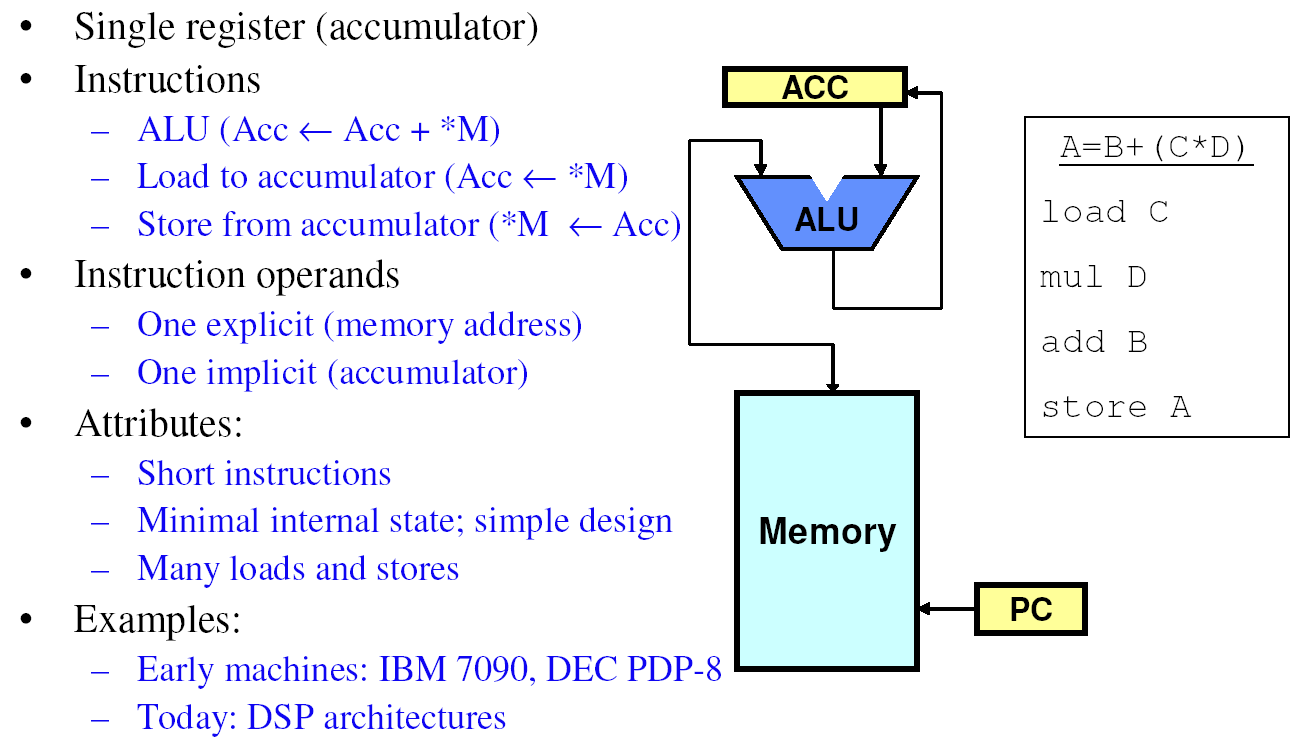 • Single register (accumulator)
• Instructions
– ALU (Acc ← Acc + *M)
– Load to accumulator (Acc ← *M)
– Store from accumulator (*M ← Acc)
• Instruction operands
– One explicit (memory address)
– One implicit (accumulator)
• Attributes:
– Short instructions
– Minimal internal state; simple design
– Many loads and stores
• Examples:
– Early machines: IBM 7090, DEC PDP-8
– Today: DSP architectures
ACC
ALU
Memory
PC
A=B+(C*D)
load C
mul D
add B
store A